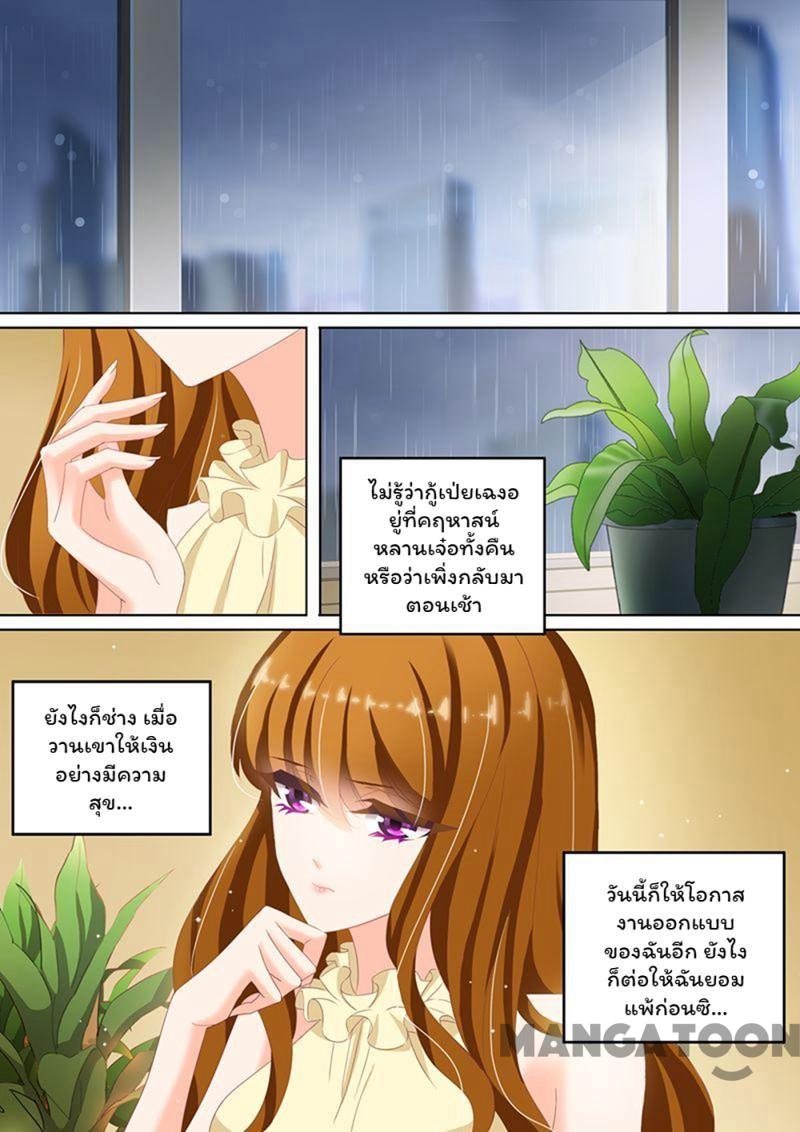 ไม่รู้ว่ากู้เป่ยเฉงอ
ยู่ที่คฤหาสน์
หลานเจ๋อทั้งคืน
หรือว่าเพิ่งกลับมา
ตอนเช้า
ยังไงก็ช่าง เมื่อ
วานเขาให้เงิน
อย่างมีความ
สุข...
วันนี้ก็ให้โอกาส
งานออกแบบ
ของฉันอีก ยังไง
ก็ต่อให้ฉันยอม
แพ้ก่อนซิ...
MANGATOON